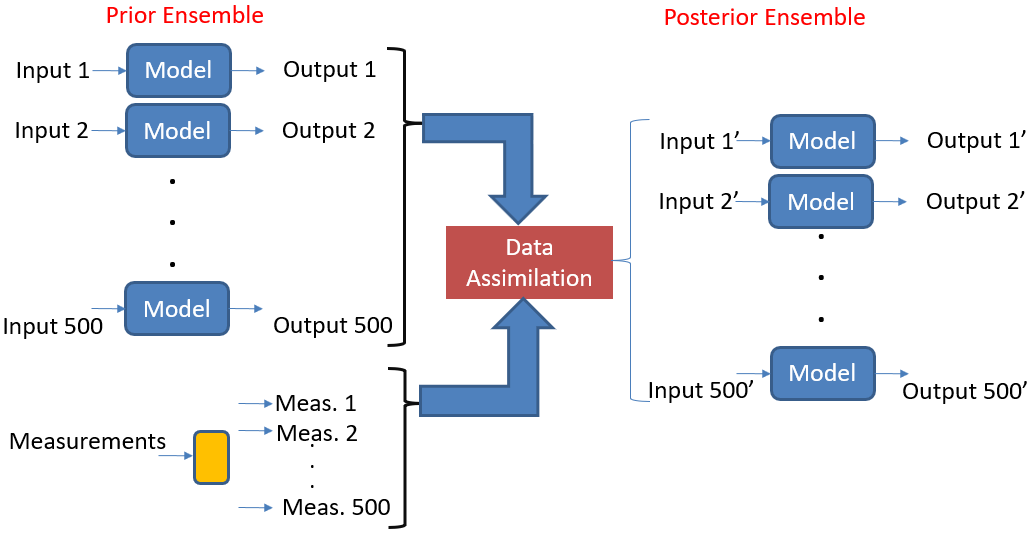 Prior Ensemble
Input 1 Model Output 1
Input 2 Model Output 2
Input 500 Model Output 500
Measurements
Meas. 1
Meas. 2
Meas. 500
Data
Assimilation
Posterior Ensemble
Input 1’ Model Output 1’
Input 2’ Model Output 2’
Input 500’ Model Output 500’